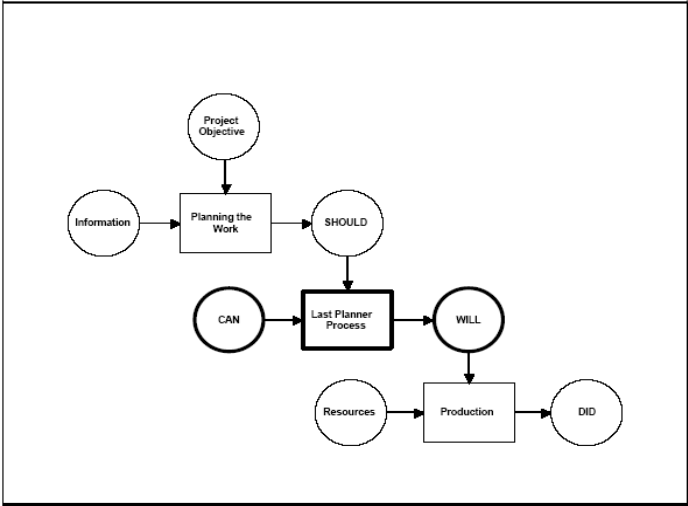 Project
Objective
Information
Planning the
Work
SHOULD
CAN
Last Planner
Process
WILL
Resources
Production
DID